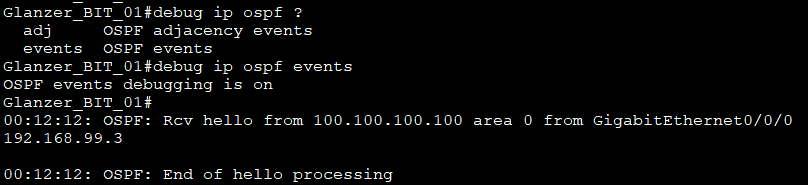 Glanzer_BIT_01#debug ip ospf ?
  adj     OSPF adjacency events
  events  OSPF events
Glanzer_BIT_01#debug ip ospf events
OSPF events debugging is on
Glanzer_BIT_01#
00:12:12: OSPF: Rcv hello from 100.100.100.100 area 0 from GigabitEthernet0/0/0
192.168.99.3
00:12:12: OSPF: End of hello processing